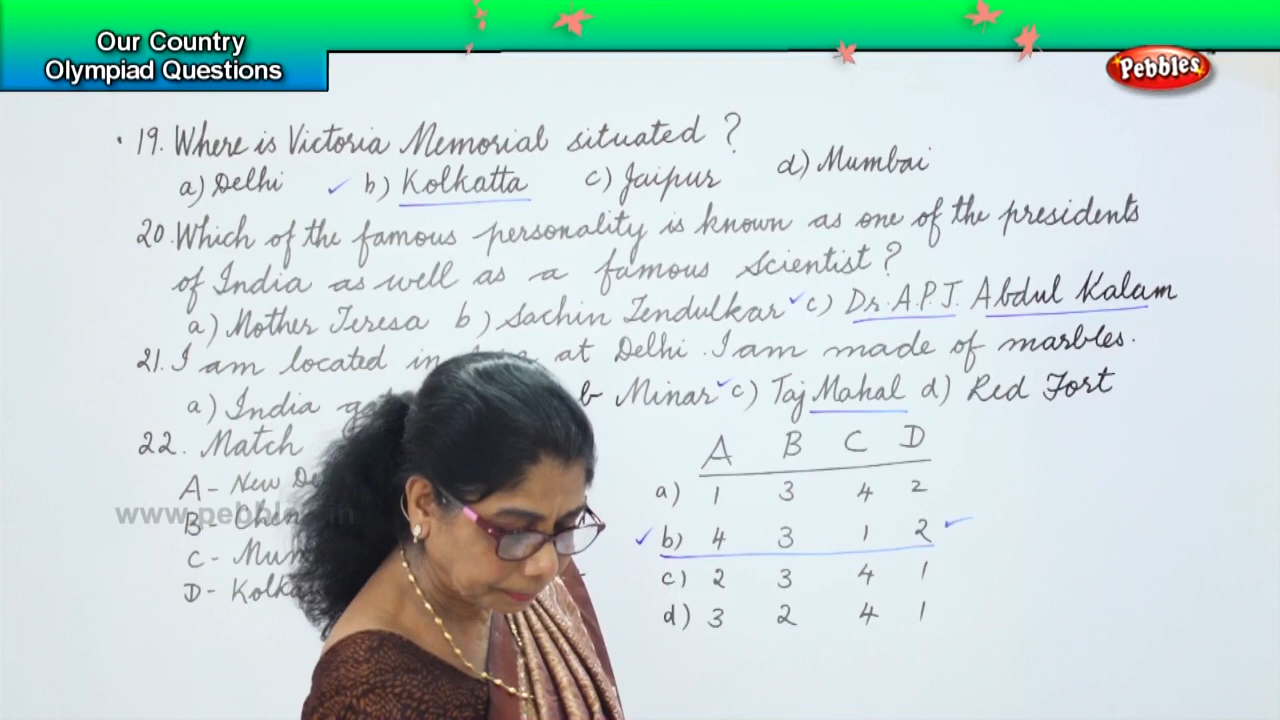 Our Country
Olympiad Questions
Pebbles
19. Where is Victoria Memorial situated ?
a) Delhi b) Kolkatta c) Jaipur d) Mumbai
20. Which of the famous personality is known as one of the presidents
of India as well as a famous scientist ?
a) Mother Teresa b) Sachin Tendulkar c) Dr. A.P.J. Abdul Kalam
21. I am located in at Delhi. I am made of marbles.
a) India Minar c) Taj Mahal d) Red Fort
22. Match
A B C D
A- New
a) 1 3 4 2
www.pebbles.in
B-
b) 4 3 1 2
C-
c) 2 3 4 1
D-
d) 3 2 4 1